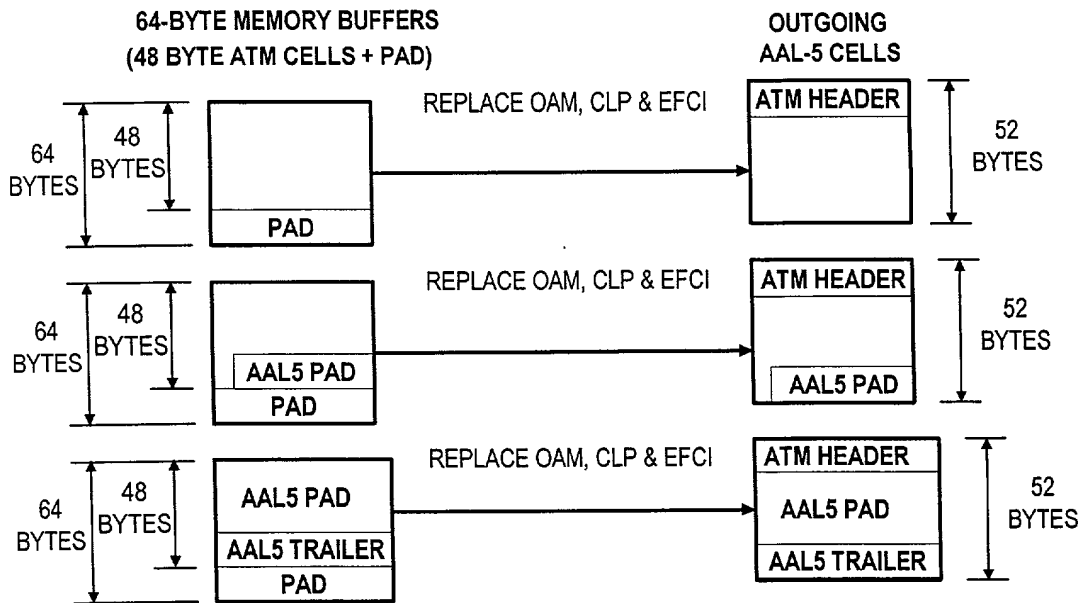 64-BYTE MEMORY BUFFERS
(48 BYTE ATM CELLS + PAD)
OUTGOING
AAL-5 CELLS
64
BYTES
48
BYTES
PAD
REPLACE OAM, CLP & EFCI
ATM HEADER
52
BYTES
64
BYTES
48
BYTES
AAL5 PAD
PAD
REPLACE OAM, CLP & EFCI
ATM HEADER
AAL5 PAD
52
BYTES
64
BYTES
48
BYTES
AAL5 PAD
AAL5 TRAILER
PAD
REPLACE OAM, CLP & EFCI
ATM HEADER
AAL5 PAD
AAL5 TRAILER
52
BYTES